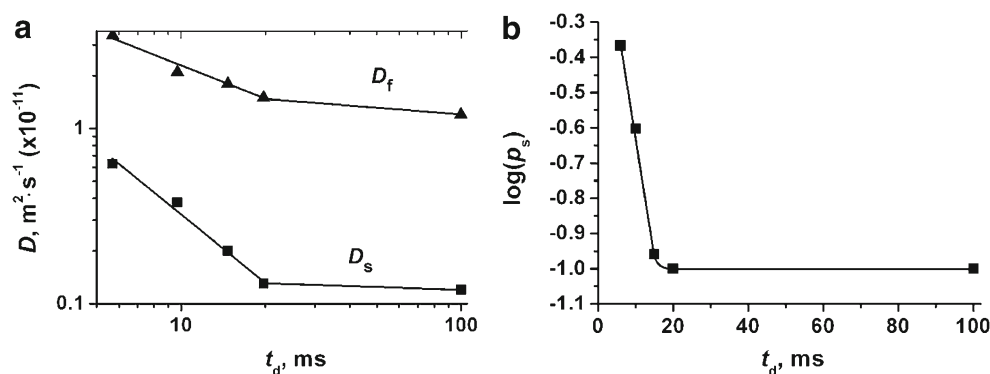 a
D, m²·s⁻¹ (x10⁻¹¹)
1
0.1
D_f
D_s
10
100
t_d, ms
b
log(p_s)
-0.3
-0.4
-0.5
-0.6
-0.7
-0.8
-0.9
-1.0
-1.1
0 20 40 60 80 100
t_d, ms